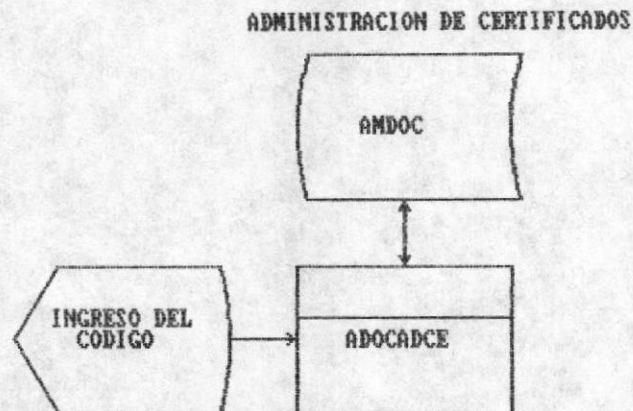 ADMINISTRACION DE CERTIFICADOS
AMDOC
INGRESO DEL
CODIGO
ADOCADCE